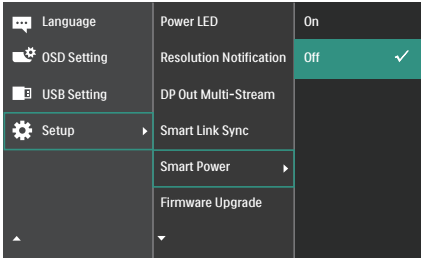 Language
OSD Setting
USB Setting
Setup
Power LED
Resolution Notification
DP Out Multi-Stream
Smart Link Sync
Smart Power
Firmware Upgrade
On
Off